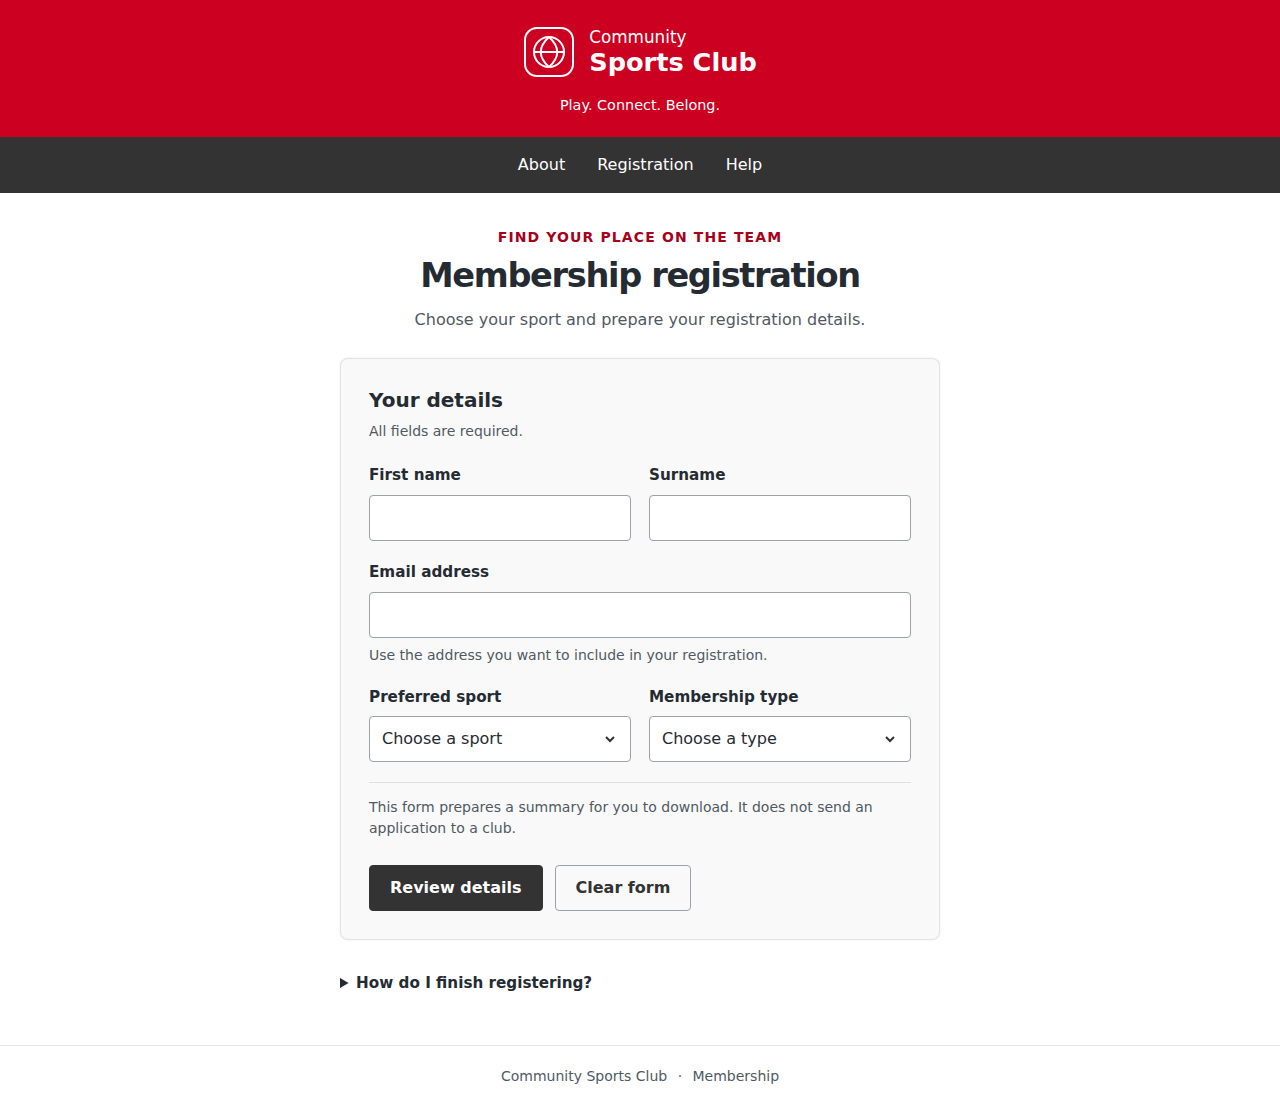 Community
Sports Club
Play. Connect. Belong.
About Registration Help
FIND YOUR PLACE ON THE TEAM
Membership registration
Choose your sport and prepare your registration details.
Your details
All fields are required.
First name Surname
Email address
Use the address you want to include in your registration.
Preferred sport Membership type
Choose a sport Choose a type
This form prepares a summary for you to download. It does not send an
application to a club.
Review details Clear form
How do I finish registering?
Community Sports Club · Membership